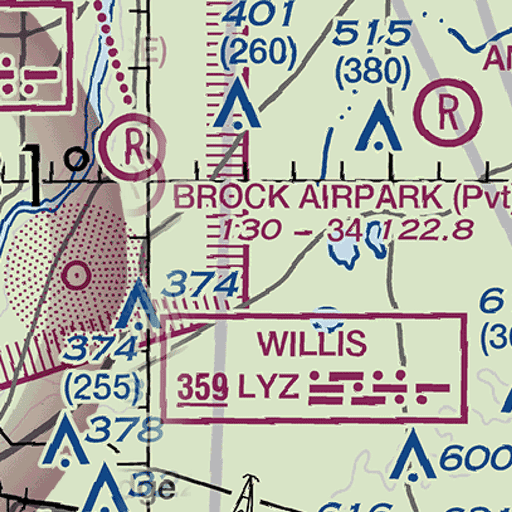 401
(260)
515
(380)
R
R
BROCK AIRPARK (Pvt)
130 - 34 122.8
374
WILLIS
359 LYZ
374
(255)
378
600